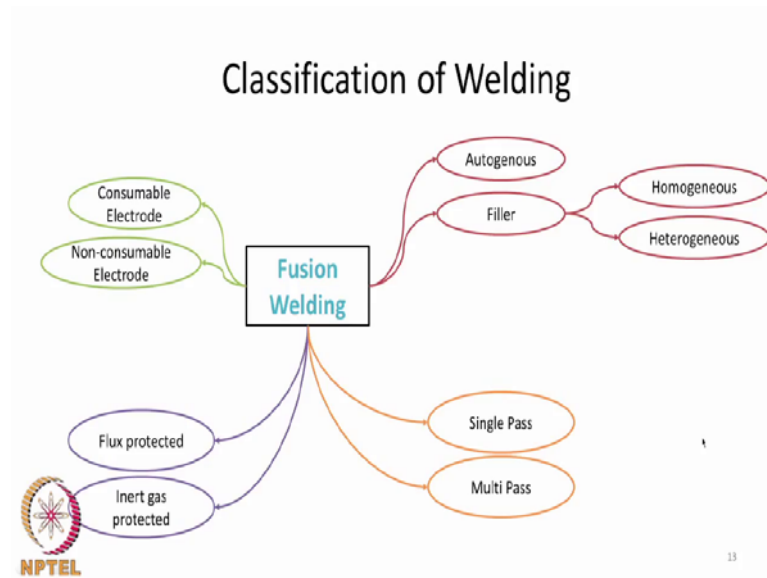 Classification of Welding
Consumable
Electrode
Non-consumable
Electrode
Fusion
Welding
Autogenous
Filler
Homogeneous
Heterogeneous
Flux protected
Inert gas
protected
Single Pass
Multi Pass
NPTEL
13